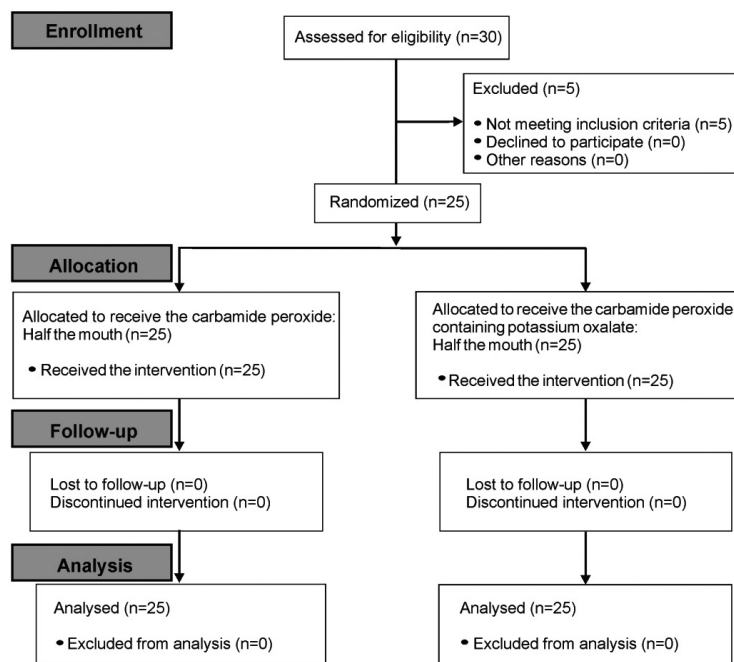 Enrollment
Assessed for eligibility (n=30)
Excluded (n=5)
• Not meeting inclusion criteria (n=5)
• Declined to participate (n=0)
• Other reasons (n=0)
Randomized (n=25)
Allocation
Allocated to receive the carbamide peroxide:
Half the mouth (n=25)
• Received the intervention (n=25)
Allocated to receive the carbamide peroxide
containing potassium oxalate:
Half the mouth (n=25)
• Received the intervention (n=25)
Follow-up
Lost to follow-up (n=0)
Discontinued intervention (n=0)
Lost to follow-up (n=0)
Discontinued intervention (n=0)
Analysis
Analysed (n=25)
• Excluded from analysis (n=0)
Analysed (n=25)
• Excluded from analysis (n=0)